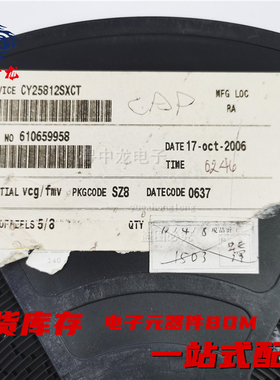 VICE CY25812SXCT
MFG LOC
CAP
RA
NO 610659958
DATE 17-oct-2006
中龙电子
TIME 0246
TIAL vcg/fmv PKGCODE SZ8 DATECODE 0637
OFREELS 5/8 QTY
1503
货库存 电子元器件BOM
一站式配